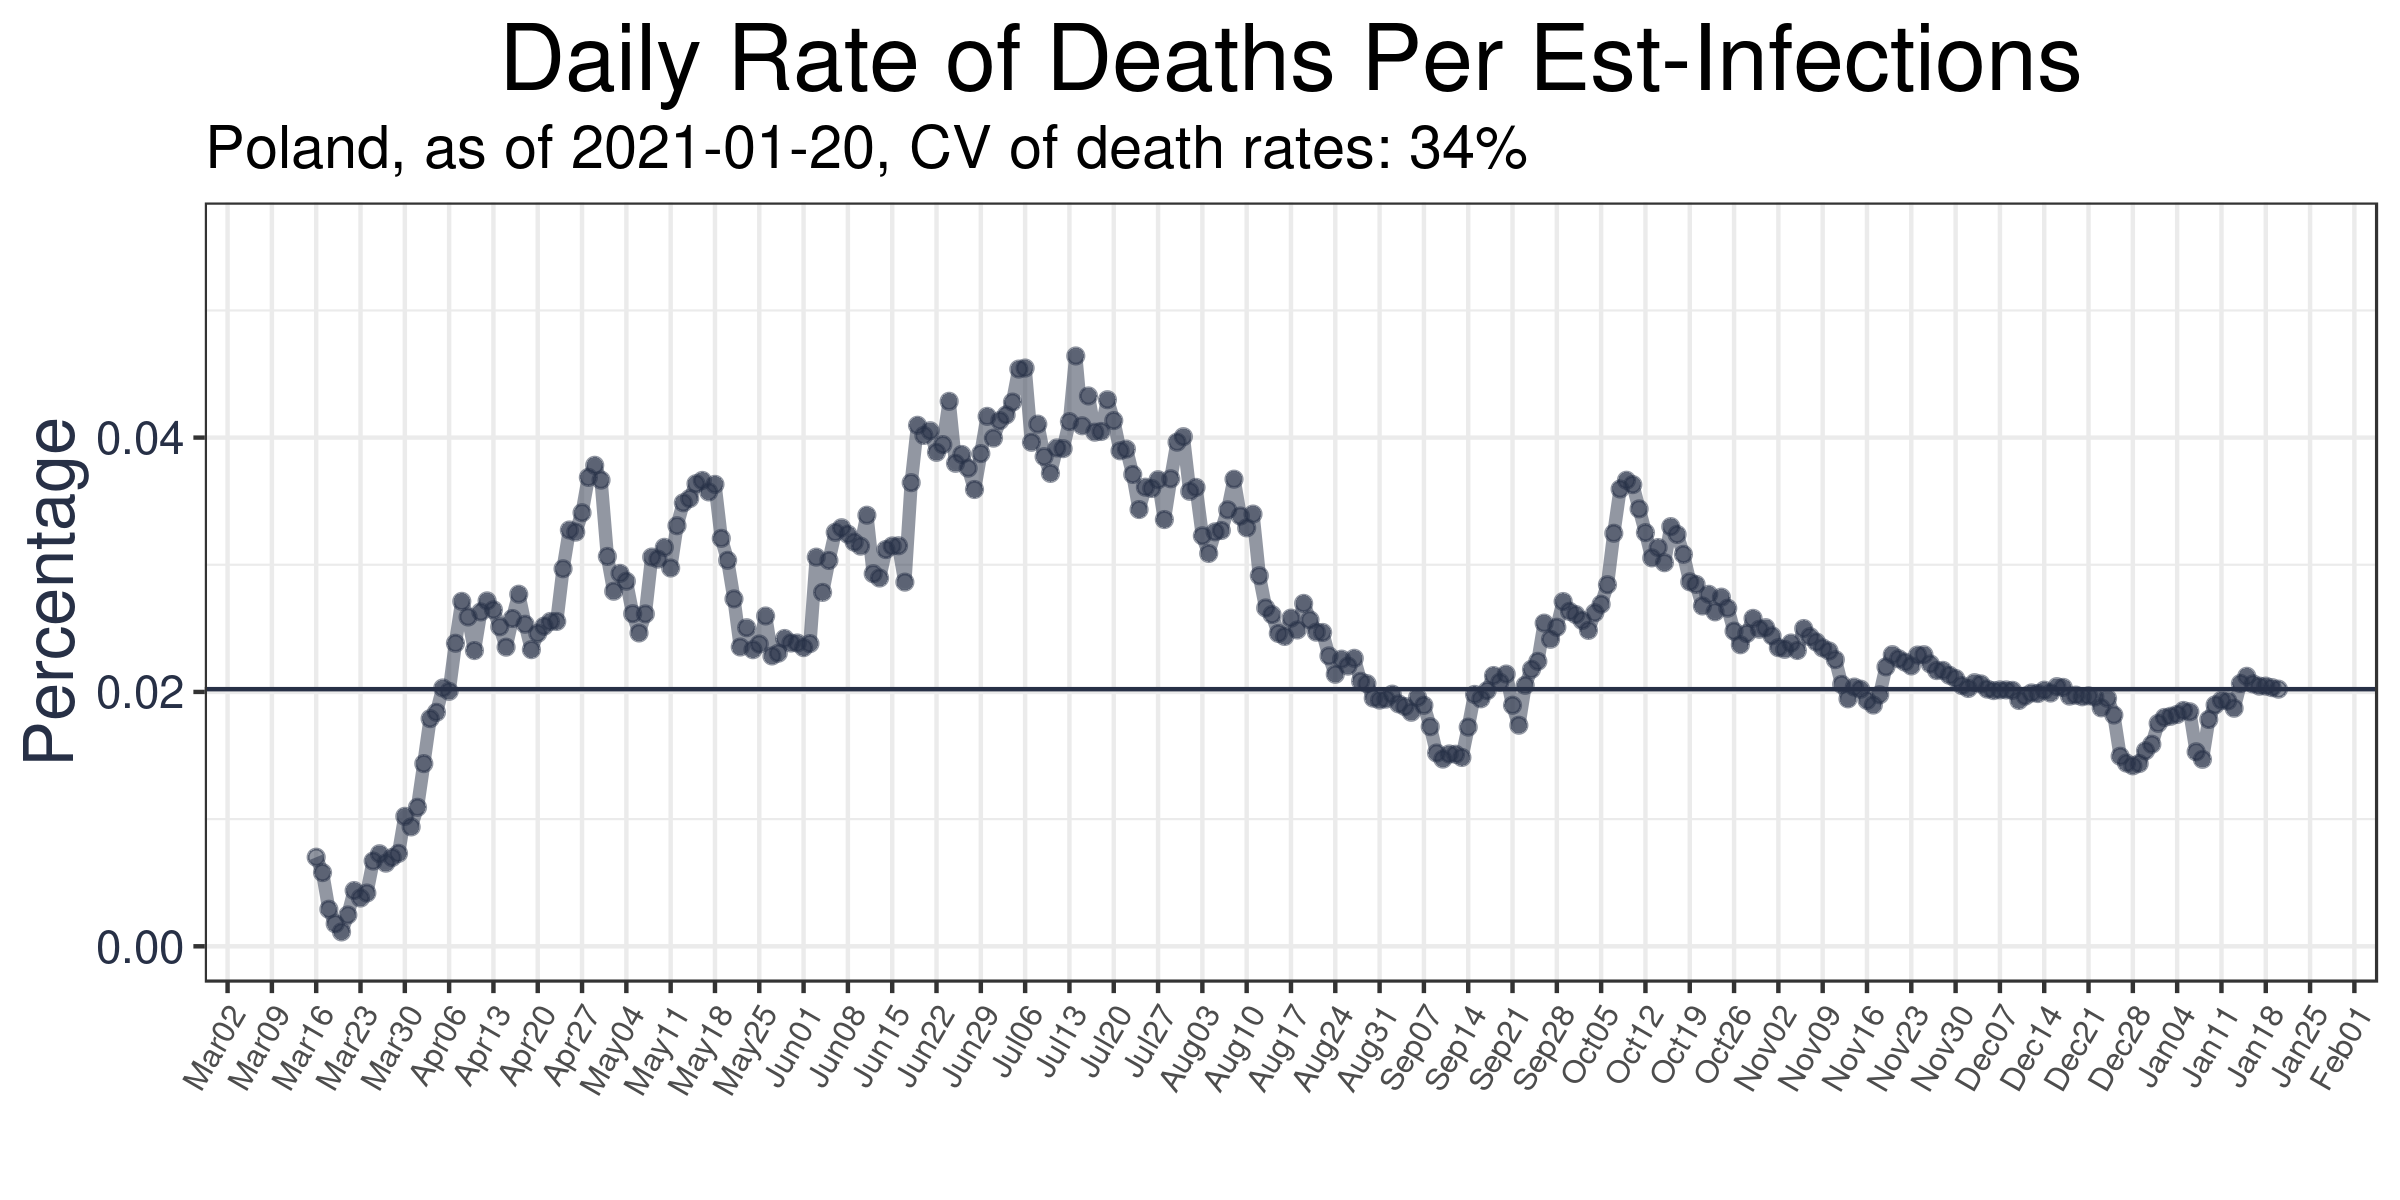 Daily Rate of Deaths Per Est-Infections
Poland, as of 2021-01-20, CV of death rates: 34%
Percentage
0.04
0.02
0.00
Mar02
Mar09
Mar16
Mar23
Mar30
Apr06
Apr13
Apr20
Apr27
May04
May11
May18
May25
Jun01
Jun08
Jun15
Jun22
Jun29
Jul06
Jul13
Jul20
Jul27
Aug03
Aug10
Aug17
Aug24
Aug31
Sep07
Sep14
Sep21
Sep28
Oct05
Oct12
Oct19
Oct26
Nov02
Nov09
Nov16
Nov23
Nov30
Dec07
Dec14
Dec21
Dec28
Jan04
Jan11
Jan18
Jan25
Feb01